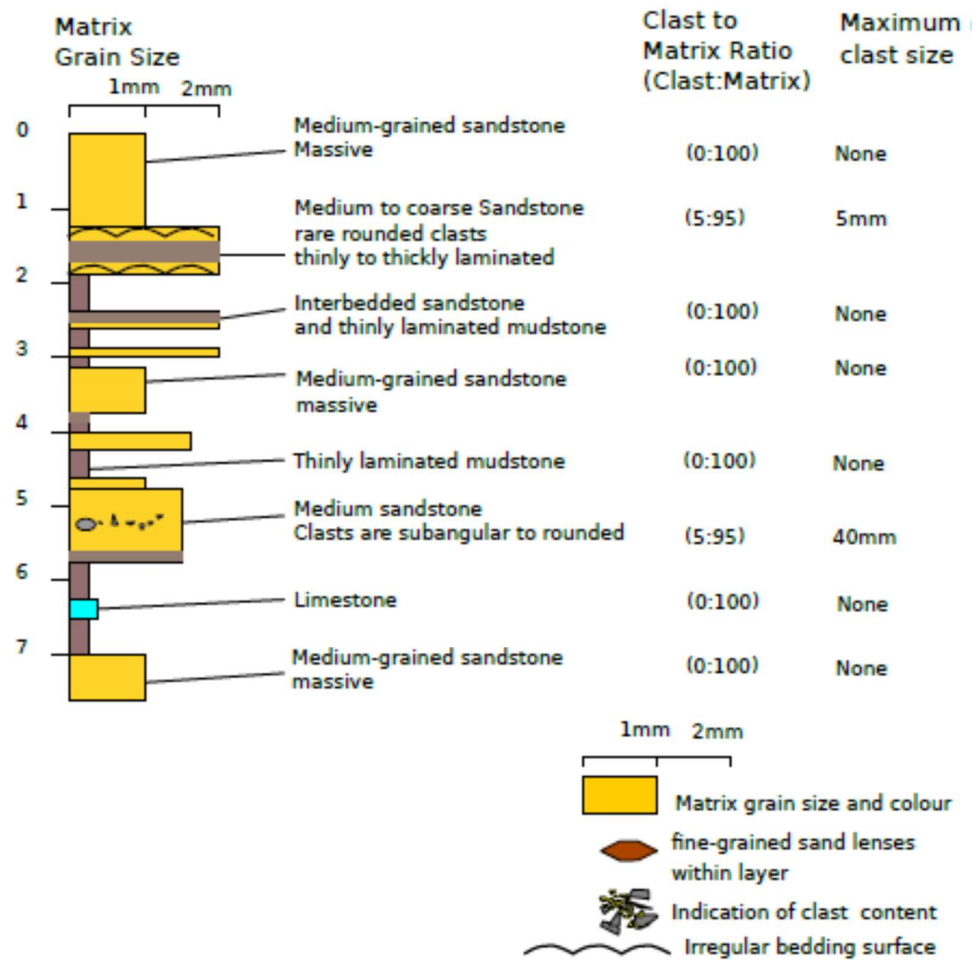 Matrix
Grain Size
1mm 2mm
Clast to
Matrix Ratio
(Clast:Matrix)
Maximum
clast size
0
Medium-grained sandstone
Massive
(0:100) None
1
Medium to coarse Sandstone
rare rounded clasts
thinly to thickly laminated
(5:95) 5mm
2
Interbedded sandstone
and thinly laminated mudstone
(0:100) None
3
Medium-grained sandstone
massive
(0:100) None
4
Thinly laminated mudstone
(0:100) None
5
Medium sandstone
Clasts are subangular to rounded
(5:95) 40mm
6
Limestone
(0:100) None
7
Medium-grained sandstone
massive
(0:100) None
1mm 2mm
Matrix grain size and colour
fine-grained sand lenses
within layer
Indication of clast content
Irregular bedding surface